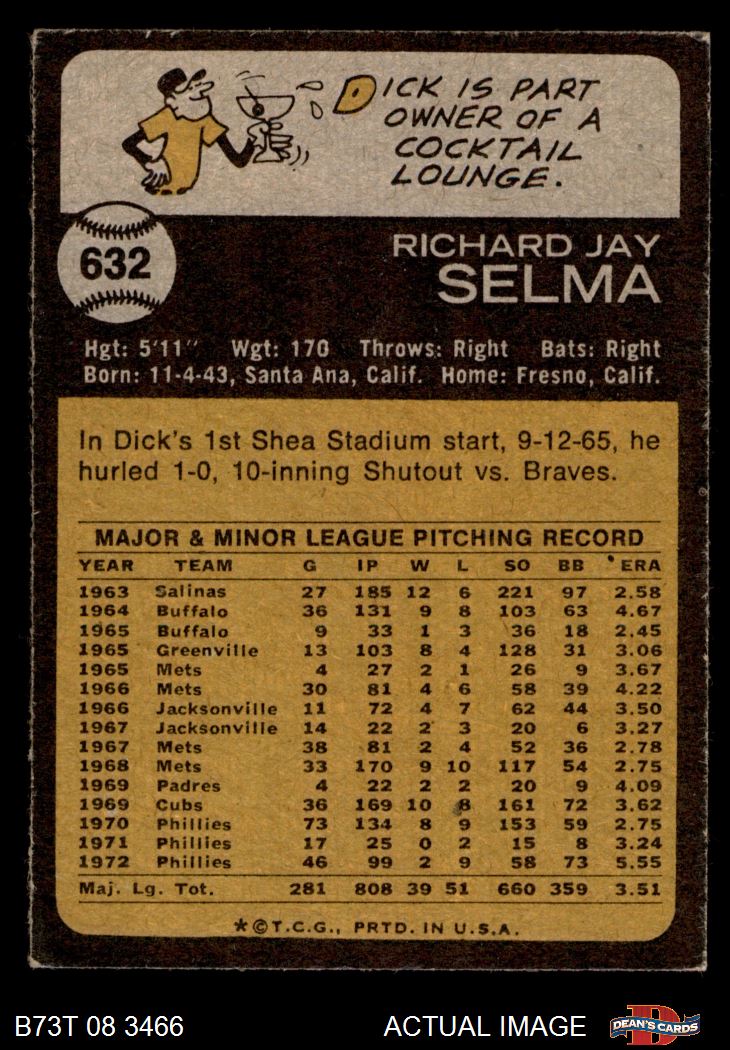 DICK IS PART
OWNER OF A
COCKTAIL
LOUNGE.
632
RICHARD JAY
SELMA
Hgt: 5'11" Wgt: 170 Throws: Right Bats: Right
Born: 11-4-43, Santa Ana, Calif. Home: Fresno, Calif.
In Dick's 1st Shea Stadium start, 9-12-65, he
hurled 1-0, 10-inning Shutout vs. Braves.
MAJOR & MINOR LEAGUE PITCHING RECORD
YEAR TEAM G IP W L SO BB ERA
1963 Salinas 27 185 12 6 221 97 2.58
1964 Buffalo 36 131 9 8 103 63 4.67
1965 Buffalo 9 33 1 3 36 18 2.45
1965 Greenville 13 103 8 4 128 31 3.06
1965 Mets 4 27 2 1 26 9 3.67
1966 Mets 30 81 4 6 58 39 4.22
1966 Jacksonville 11 72 4 7 62 44 3.50
1967 Jacksonville 14 22 2 3 20 6 3.27
1967 Mets 38 81 2 4 52 36 2.78
1968 Mets 33 170 9 10 117 54 2.75
1969 Padres 4 22 2 2 20 9 4.09
1969 Cubs 36 169 10 8 161 72 3.62
1970 Phillies 73 134 8 9 153 59 2.75
1971 Phillies 17 25 0 2 15 8 3.24
1972 Phillies 46 99 2 9 58 73 5.55
Maj. Lg. Tot. 281 808 39 51 660 359 3.51
*©T.C.G., PRTD. IN U.S.A.
B73T 08 3466 ACTUAL IMAGE DEAN'S CARDS